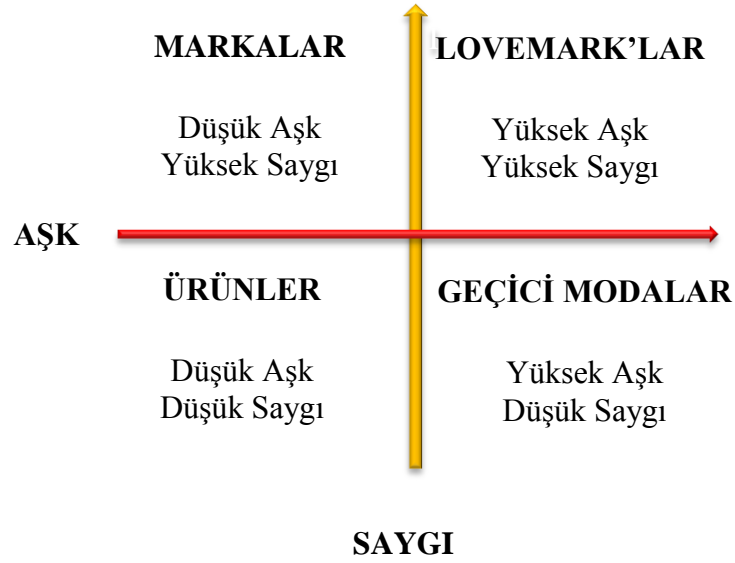 MARKALAR
Düşük Aşk
Yüksek Saygı
LOVEMARK’LAR
Yüksek Aşk
Yüksek Saygı
AŞK
ÜRÜNLER
Düşük Aşk
Düşük Saygı
GEÇİCİ MODALAR
Yüksek Aşk
Düşük Saygı
SAYGI